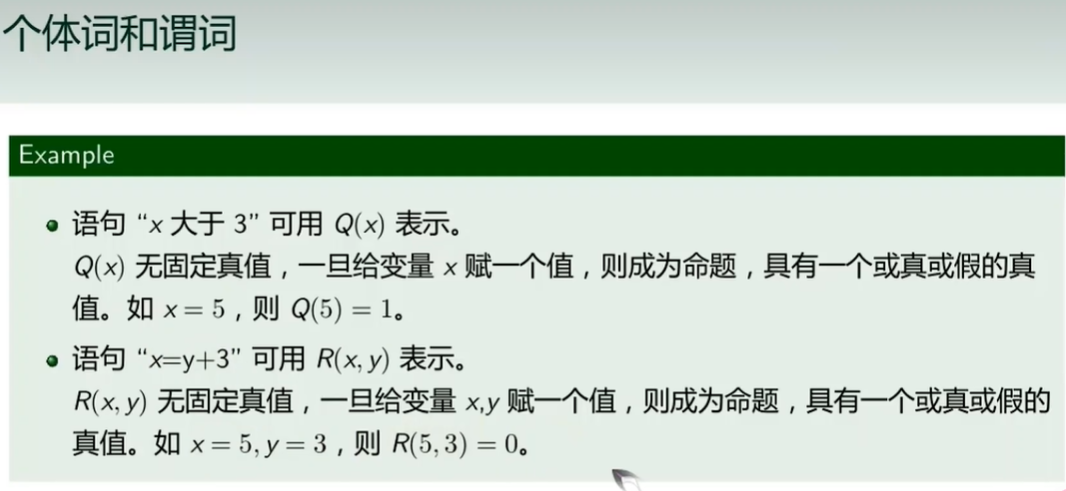 个体词和谓词
Example
语句 “x 大于 3” 可用 Q(x) 表示。
Q(x) 无固定真值，一旦给变量 x 赋一个值，则成为命题，具有一个或真或假的真
值。如 x = 5，则 Q(5) = 1。
语句 “x=y+3” 可用 R(x, y) 表示。
R(x, y) 无固定真值，一旦给变量 x,y 赋一个值，则成为命题，具有一个或真或假的
真值。如 x = 5, y = 3，则 R(5, 3) = 0。